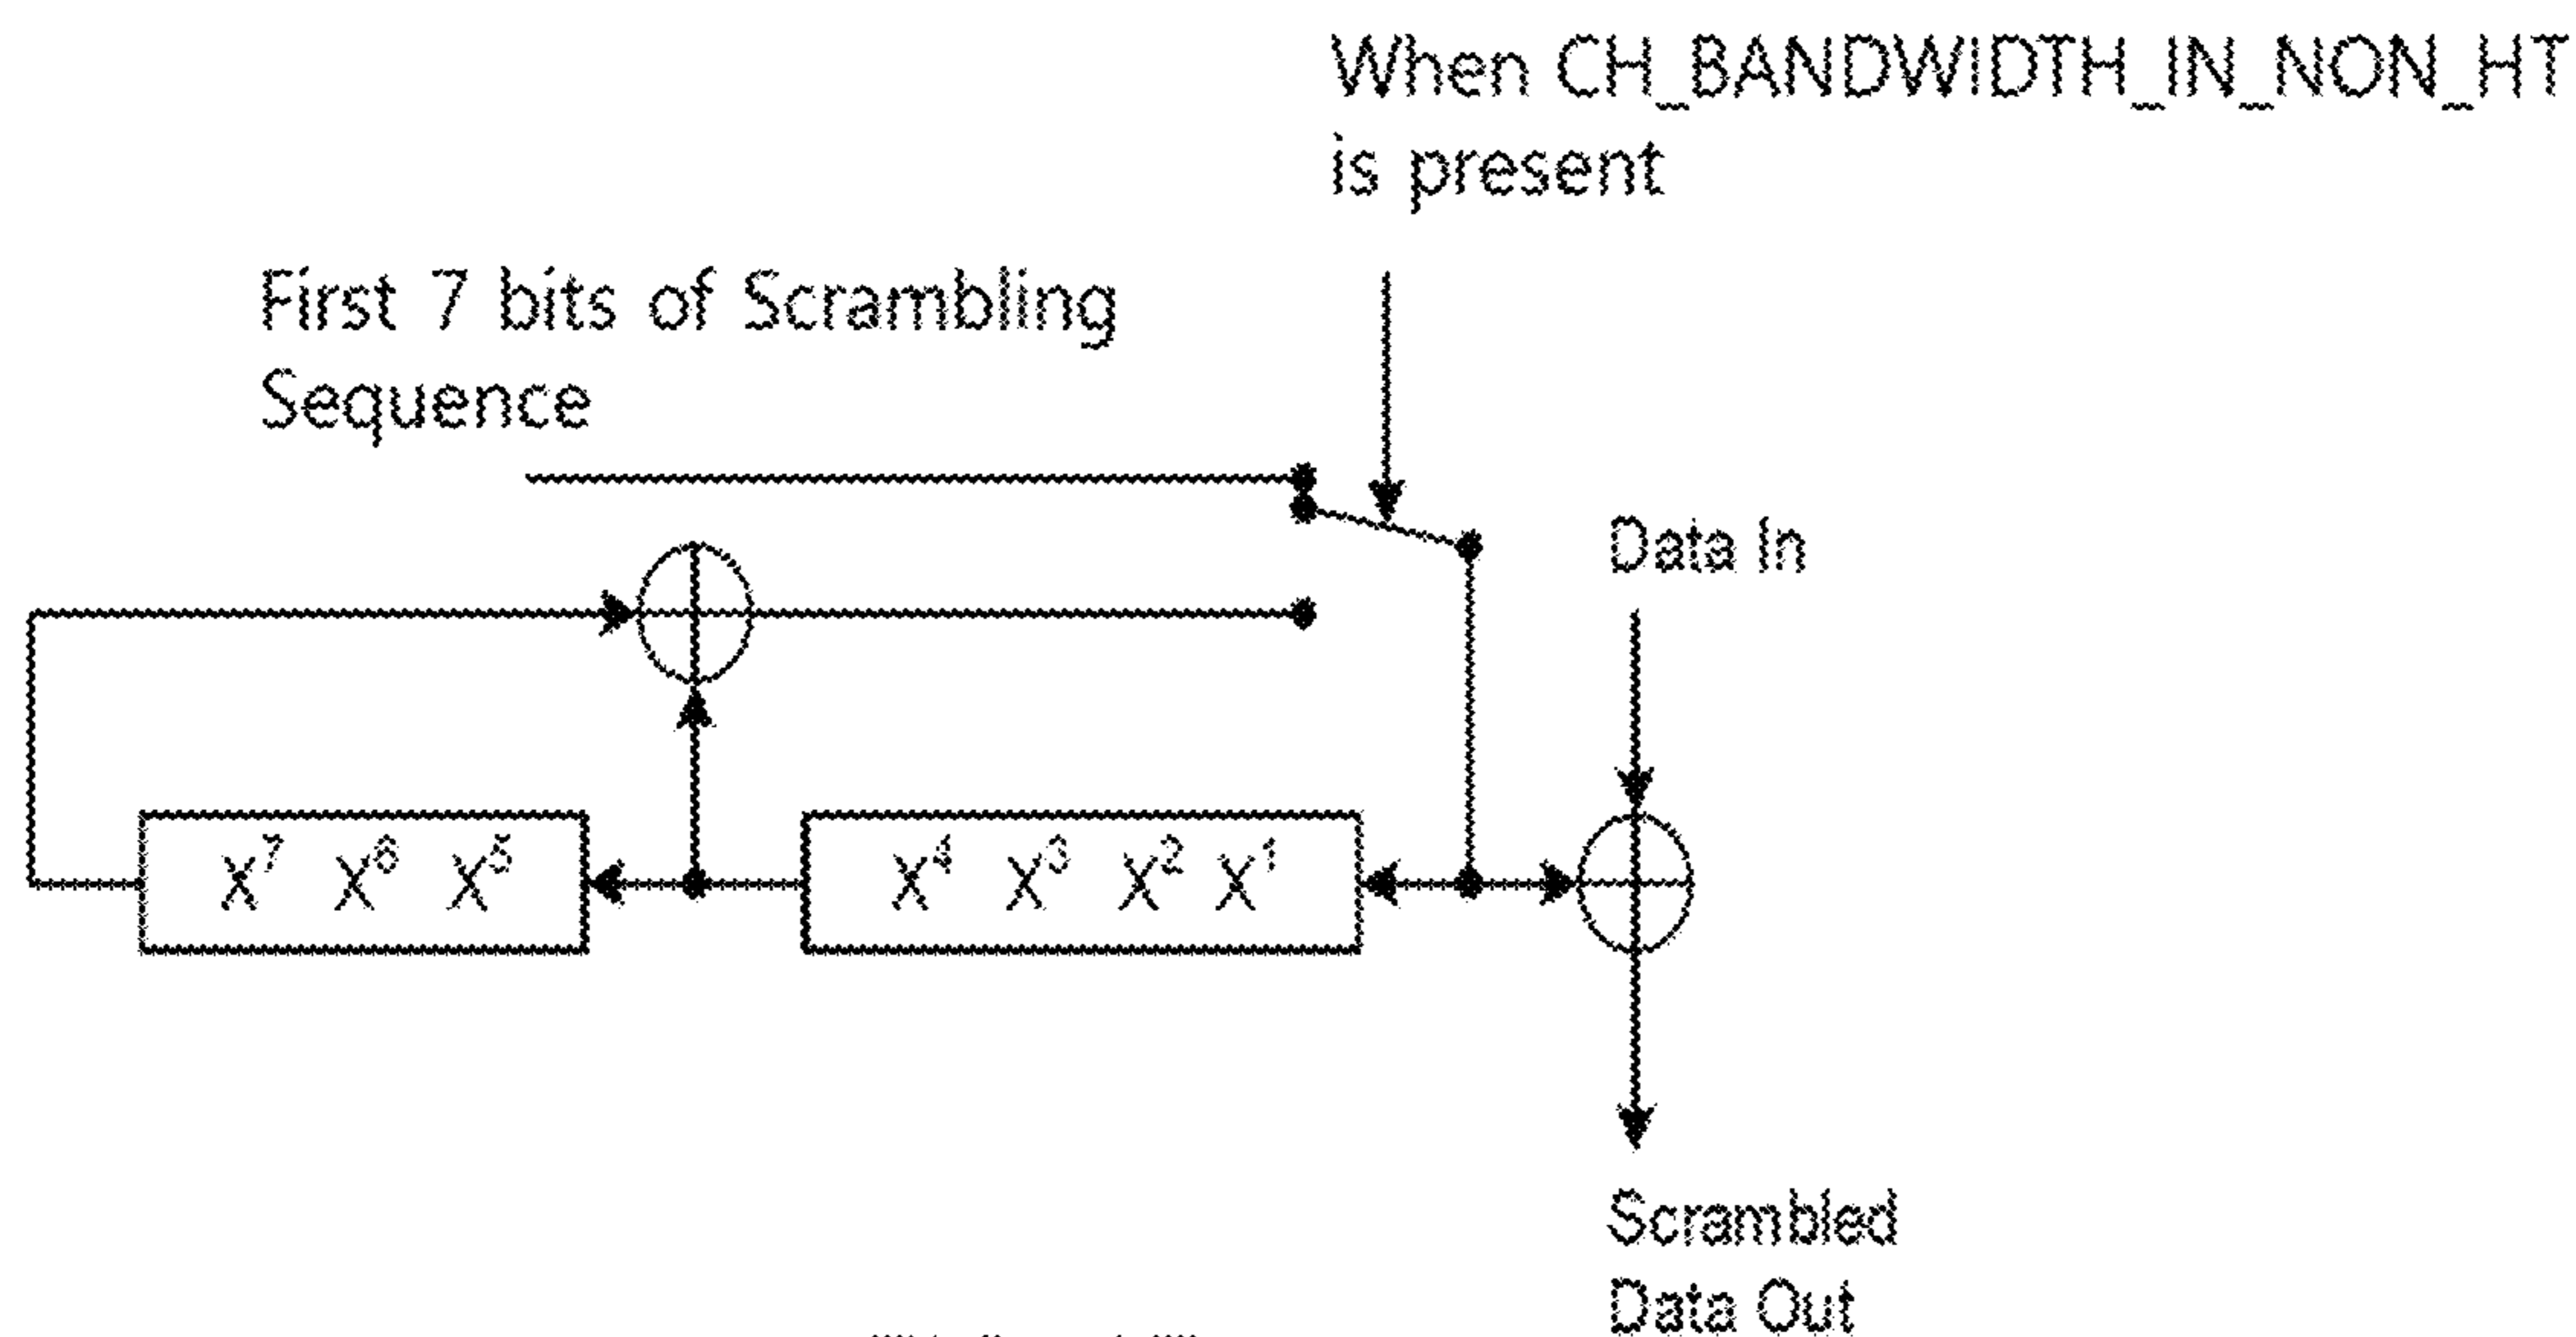 When CH_BANDWIDTH_IN_NON_HT
is present
First 7 bits of Scrambling
Sequence
Data In
X⁷ X⁶ X⁵ X⁴ X³ X² X¹
Scrambled
Data Out